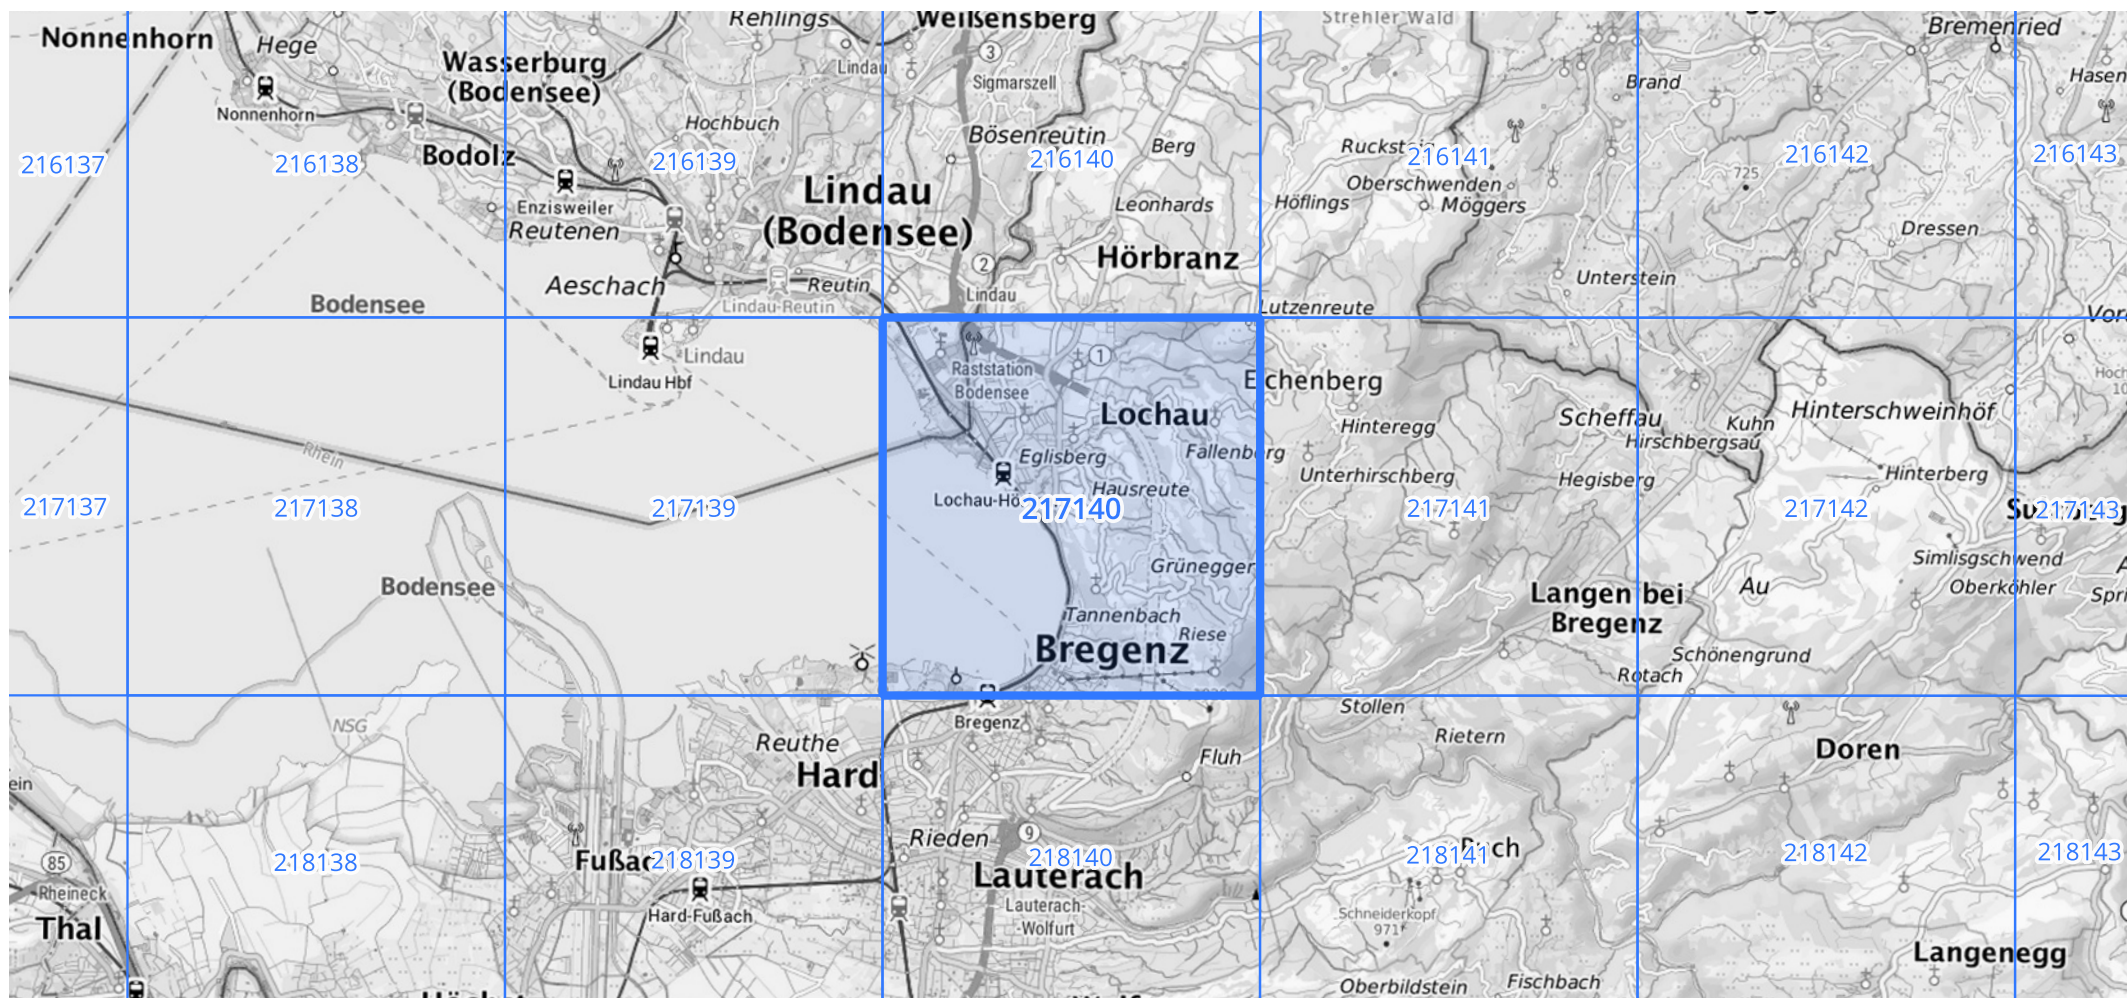 Nonnenhorn
Hege
Rehlings
Weißensberg
Strehler Wald
Bremenried
Wasserburg
(Bodensee)
Lindau
3
Sigmarszell
Brand
Nonnenhorn
Hochbuch
Bösenreutin
Berg
Bodolz
216137
216138
216139
216140
216141
216142
216143
725
Lindau
(Bodensee)
Oberschwenden
Möggers
Höflings
Leonhards
Enzisweiler
Reutenen
Dressen
Hörbranz
2
Unterstein
Aeschach
Reutin
Lindau
Bodensee
Lindau-Reutin
Lutzenreute
Lindau
Lindau Hbf
1
Raststation
Bodensee
Lochau
Eichenberg
Hinteregg
Scheffau
Kuhn
Hinterschweinhöf
Hirschbergsau
Rhein
Eglisberg
Fallenberg
Unterhirschberg
Hegisberg
Hinterberg
Hausreute
217137
217138
217139
217140
217141
217142
217143
Bodensee
Grünegger
Simlisgschwend
Au
Oberköhler
Langen bei
Bregenz
Tannenbach
Riese
Bregenz
Schönengrund
Rotach
NSG
Bregenz
Stollen
Rietern
Reuthe
Fluh
Doren
Hard
9
Rieden
85
218138
218139
218140
218141
218142
218143
Rheineck
Lauterach
Hard-Fußach
Lauterach-
-Wolfurt
Schneiderkopf
971
Thal
Langenegg
Oberbildstein
Fischbach